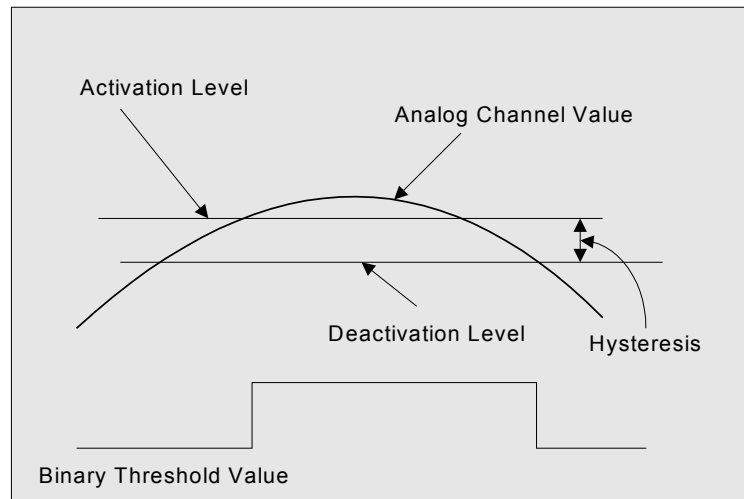 Activation Level
Analog Channel Value
Deactivation Level
Hysteresis
Binary Threshold Value